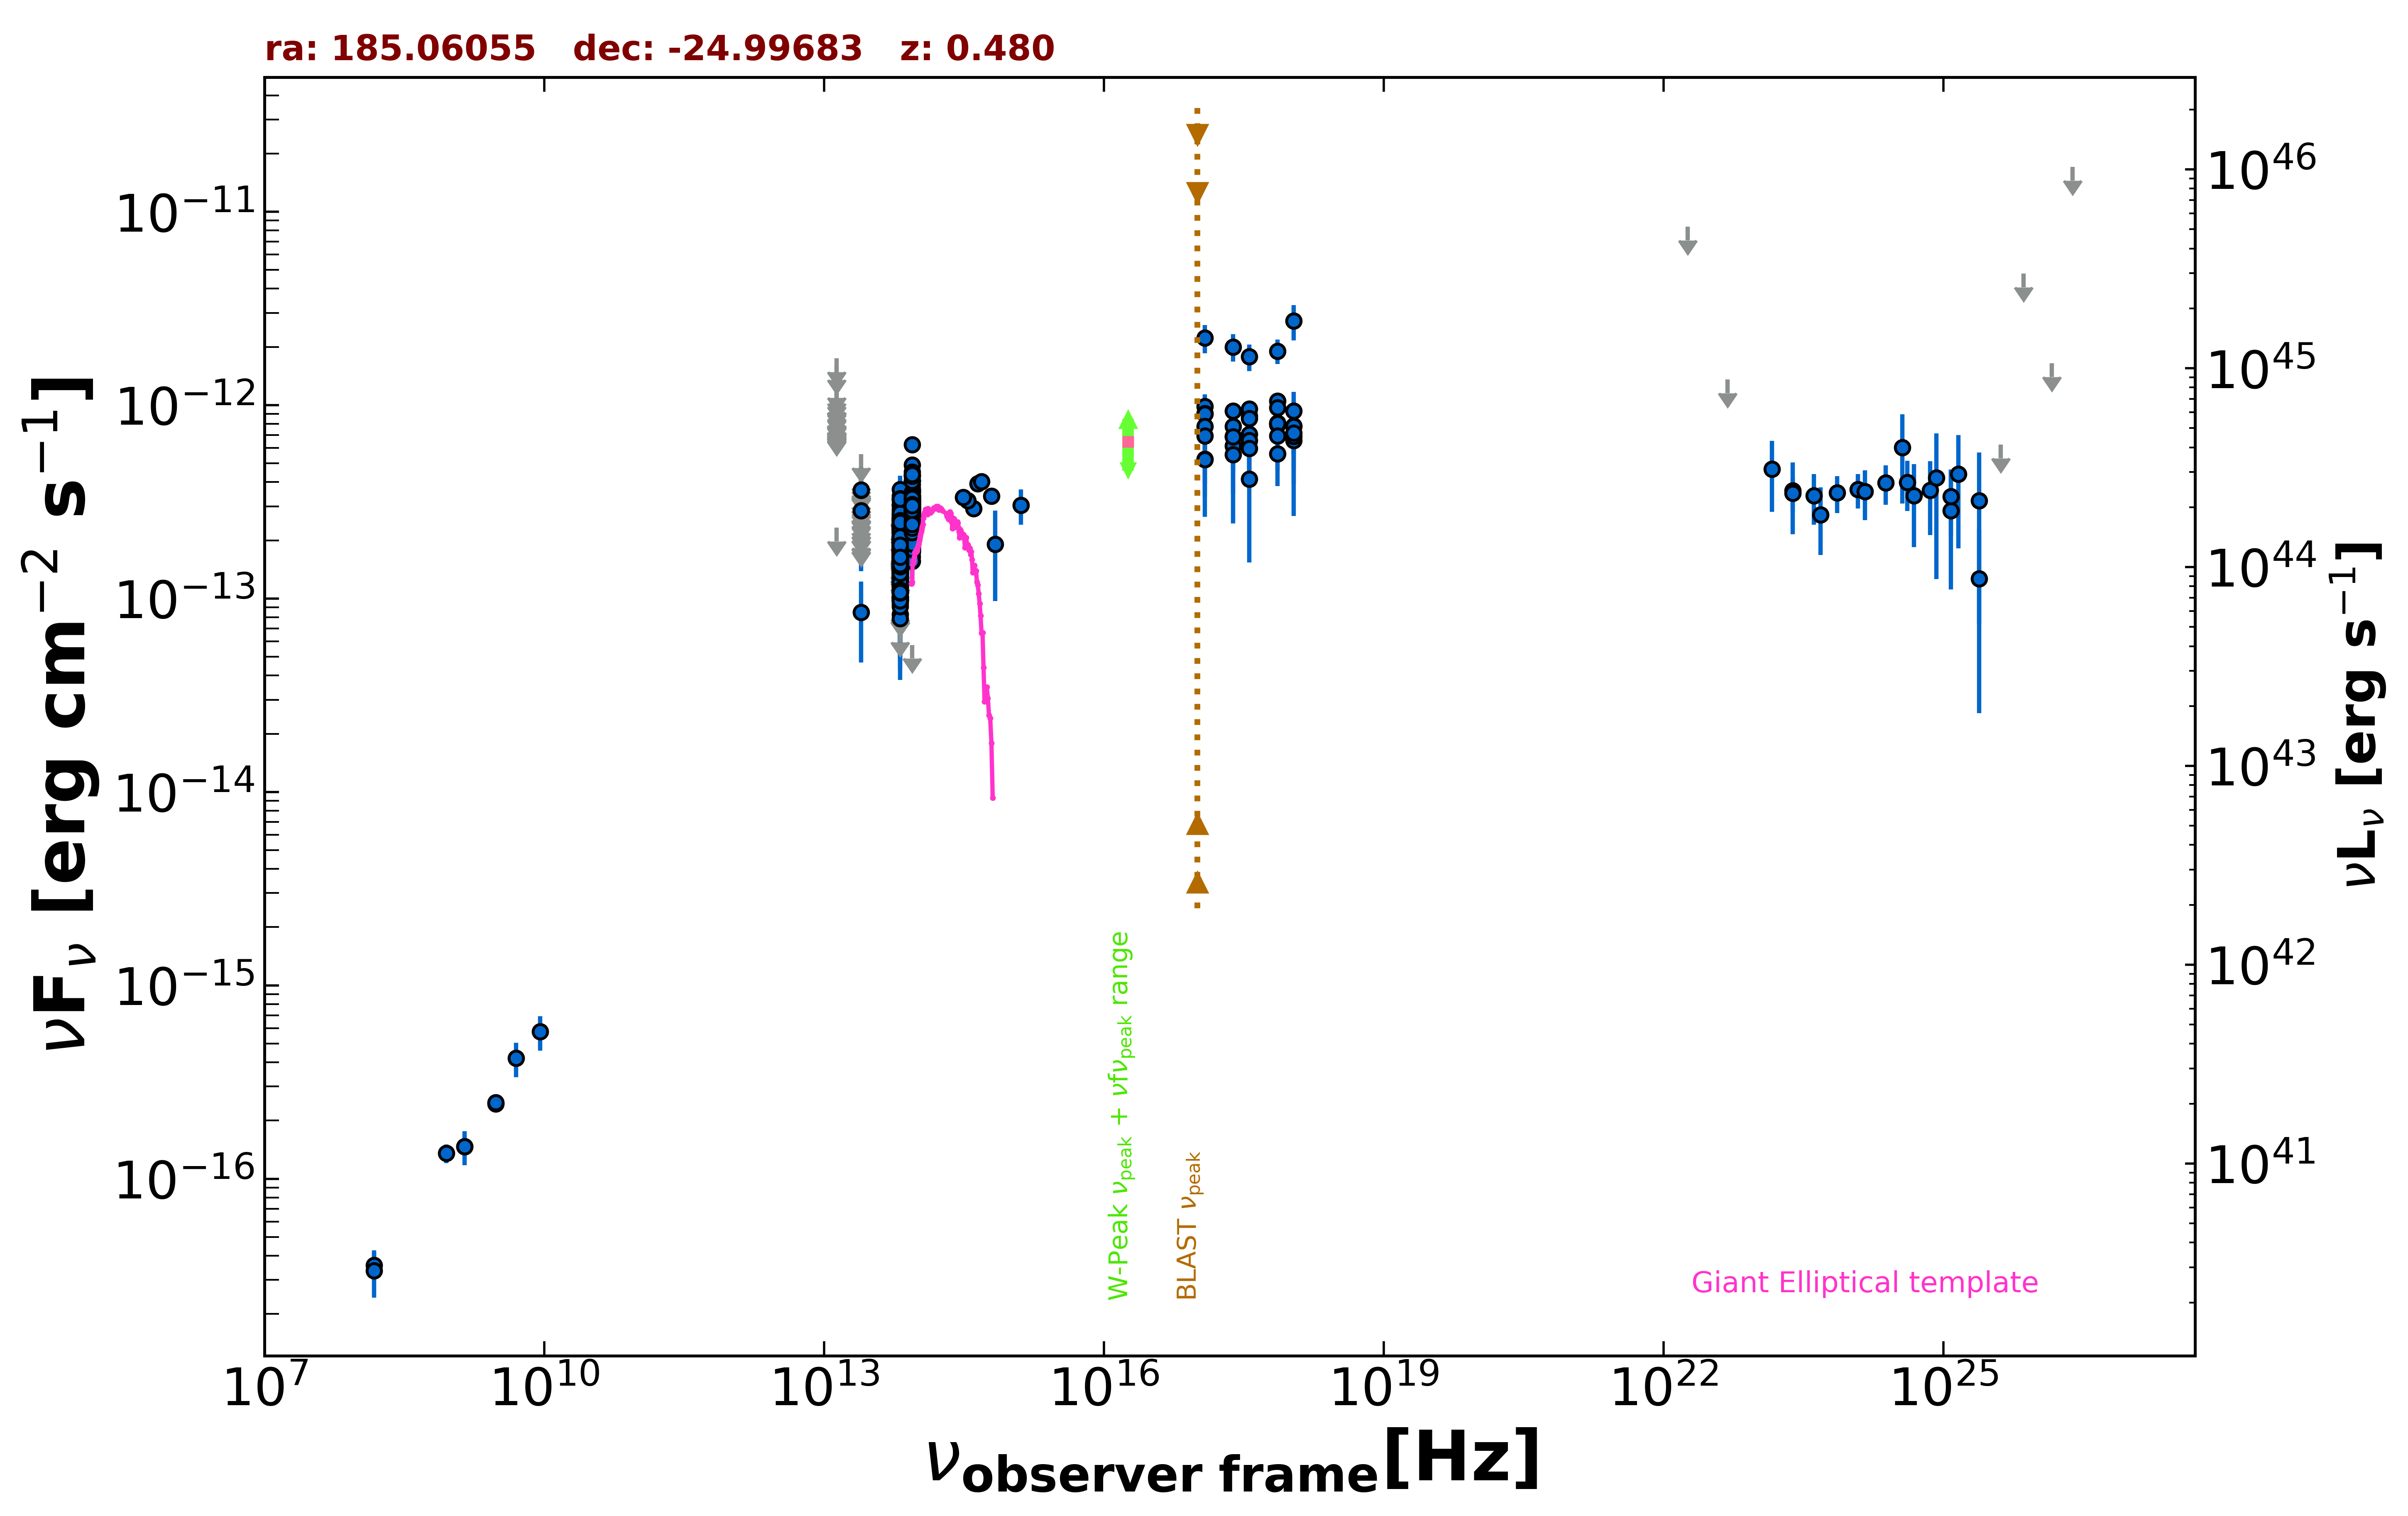 ra: 185.06055   dec: -24.99683   z: 0.480
νF_ν [erg cm^−2 s^−1]
10^−11
10^−12
10^−13
10^−14
10^−15
10^−16
10^46
10^45
10^44
10^43
10^42
10^41
νL_ν [erg s^−1]
W-Peak ν_peak + νfν_peak range
BLAST ν_peak
Giant Elliptical template
10^7
10^10
10^13
10^16
10^19
10^22
10^25
ν_observer frame [Hz]